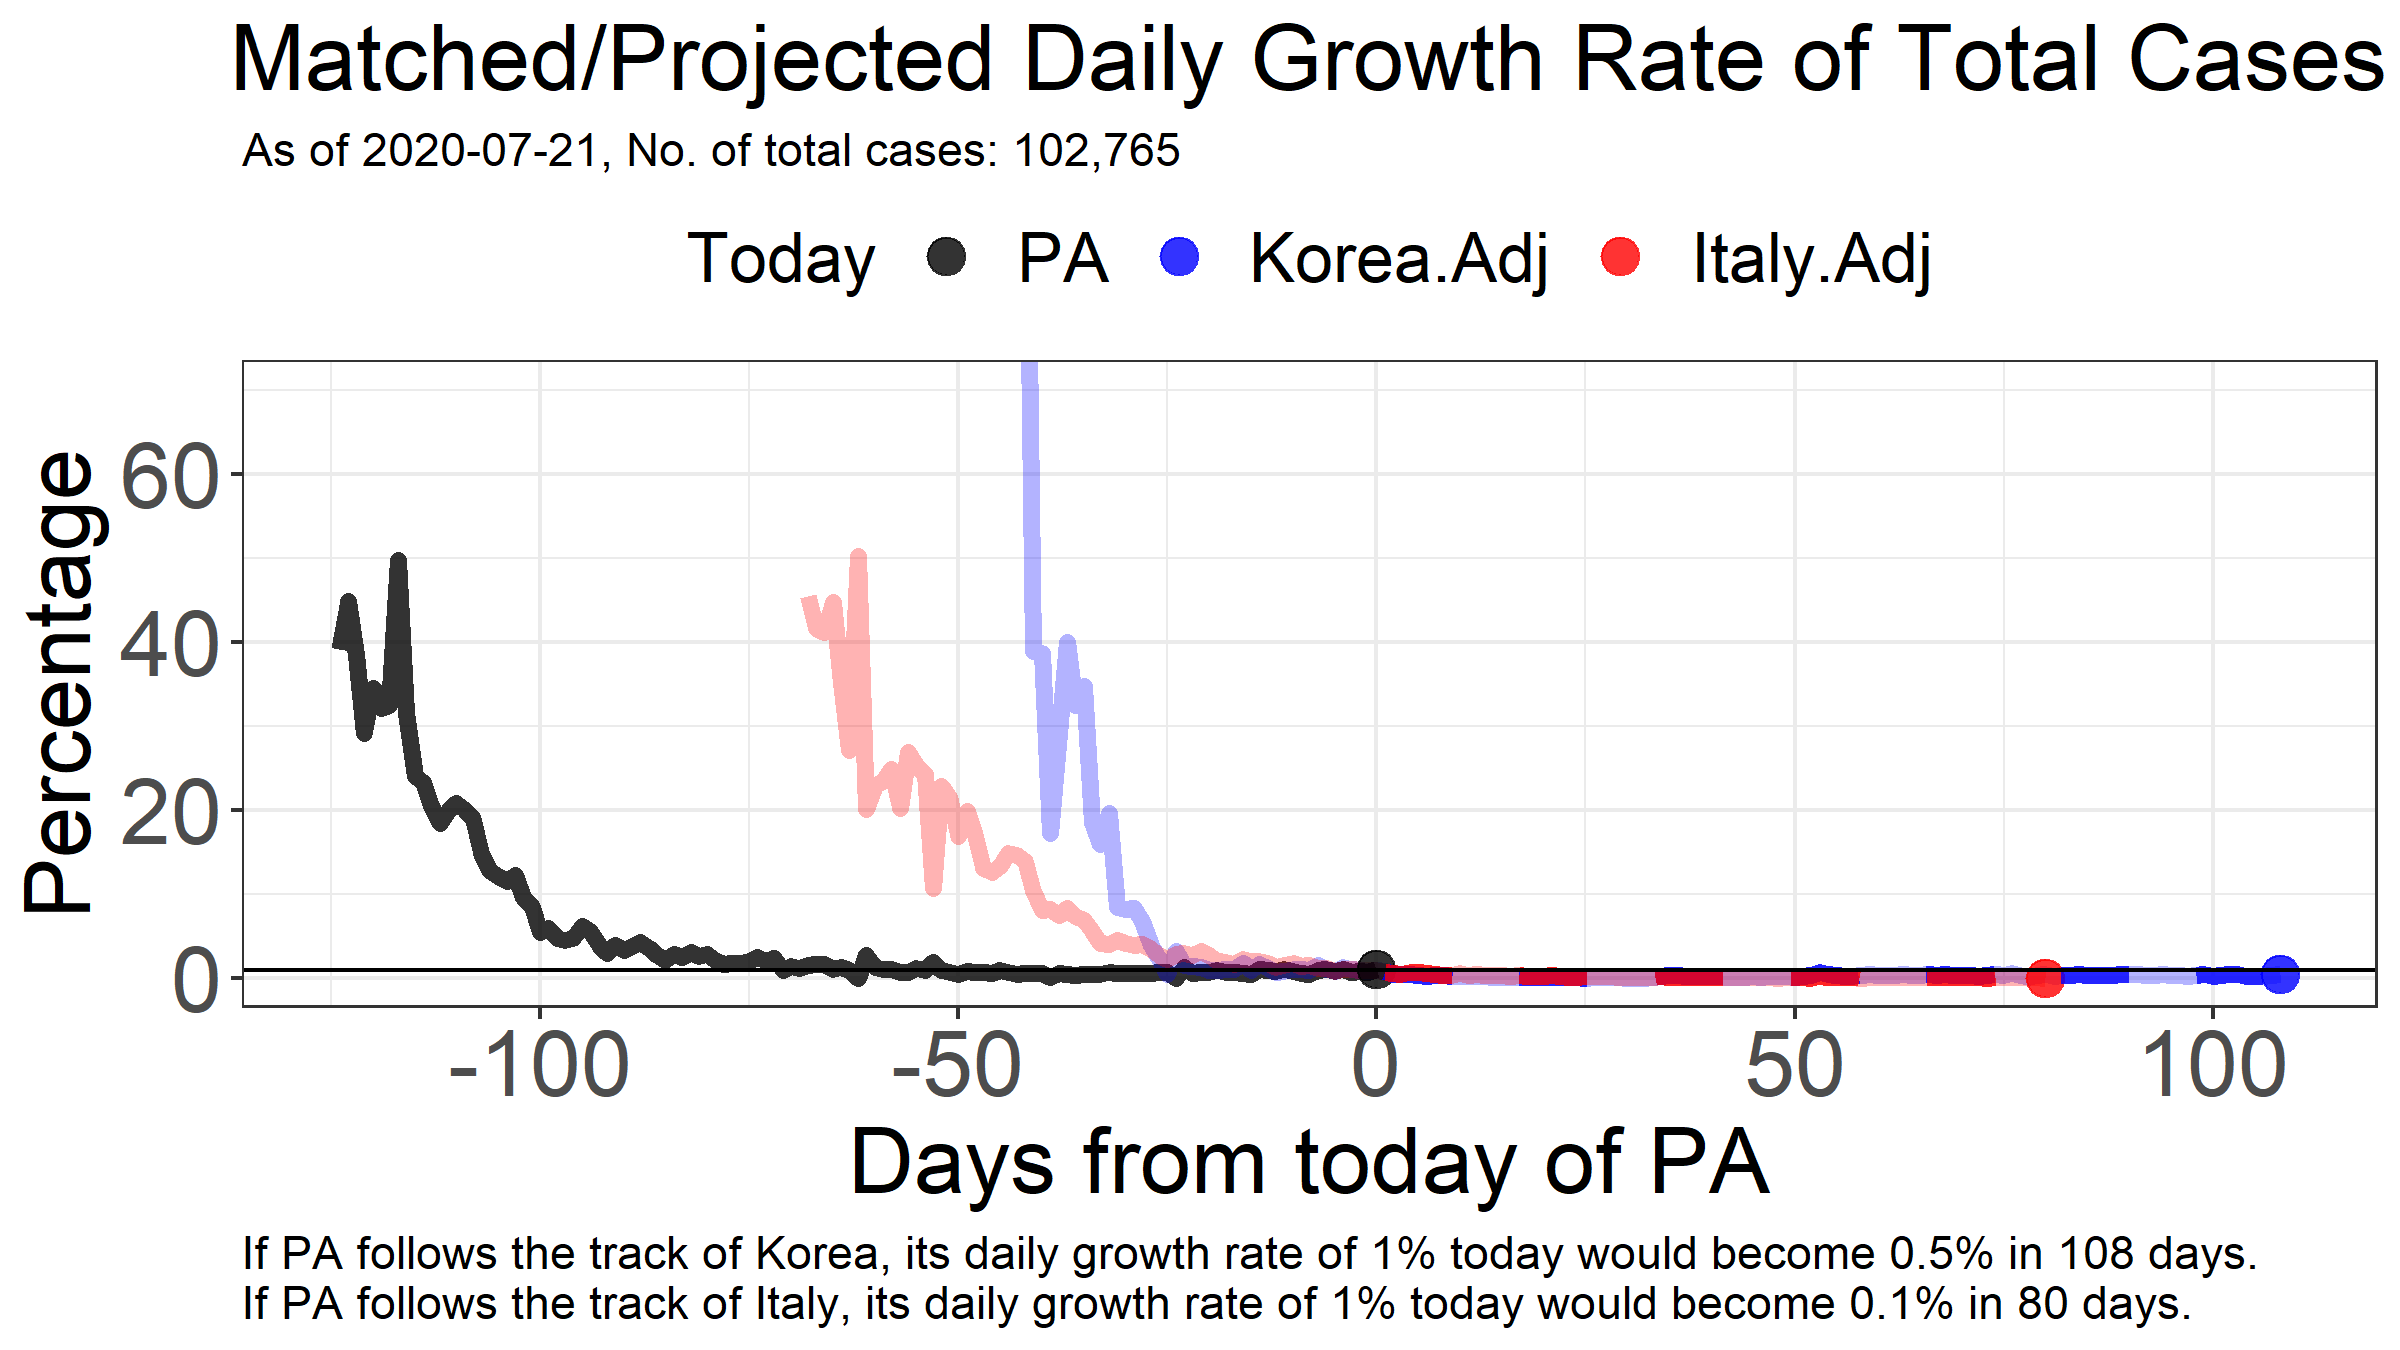 Matched/Projected Daily Growth Rate of Total Cases
As of 2020-07-21, No. of total cases: 102,765
Today PA Korea.Adj Italy.Adj
Percentage
60
40
20
0
-100 -50 0 50 100
Days from today of PA
If PA follows the track of Korea, its daily growth rate of 1% today would become 0.5% in 108 days.
If PA follows the track of Italy, its daily growth rate of 1% today would become 0.1% in 80 days.